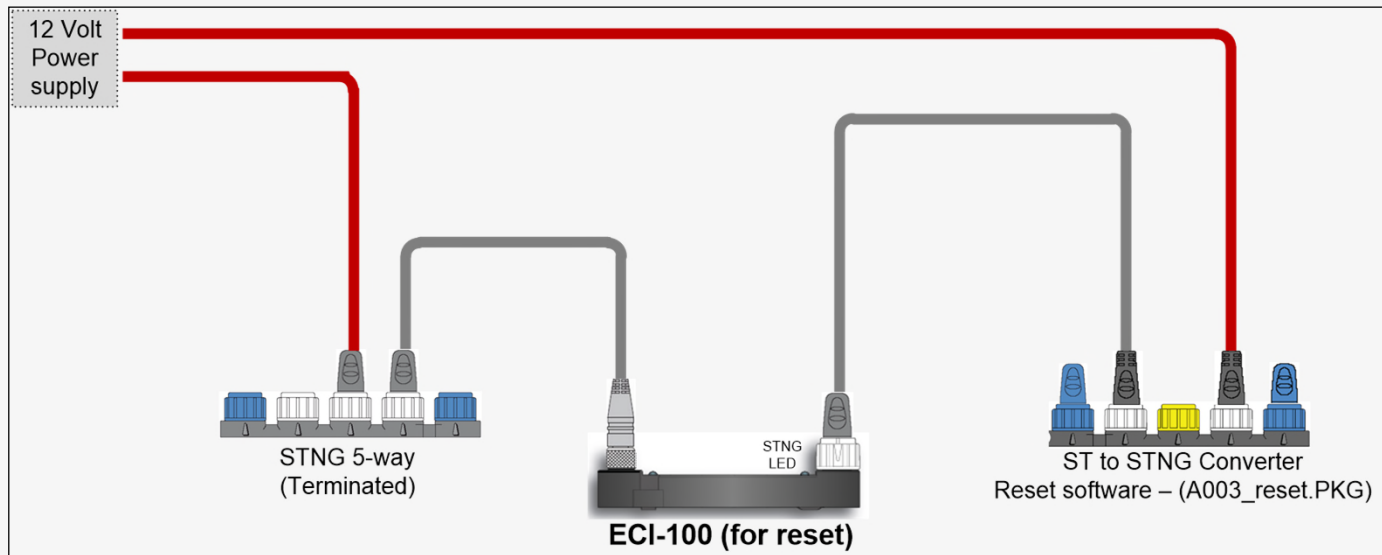 12 Volt
Power
supply
STNG 5-way
(Terminated)
STNG
LED
ECI-100 (for reset)
ST to STNG Converter
Reset software – (A003_reset.PKG)